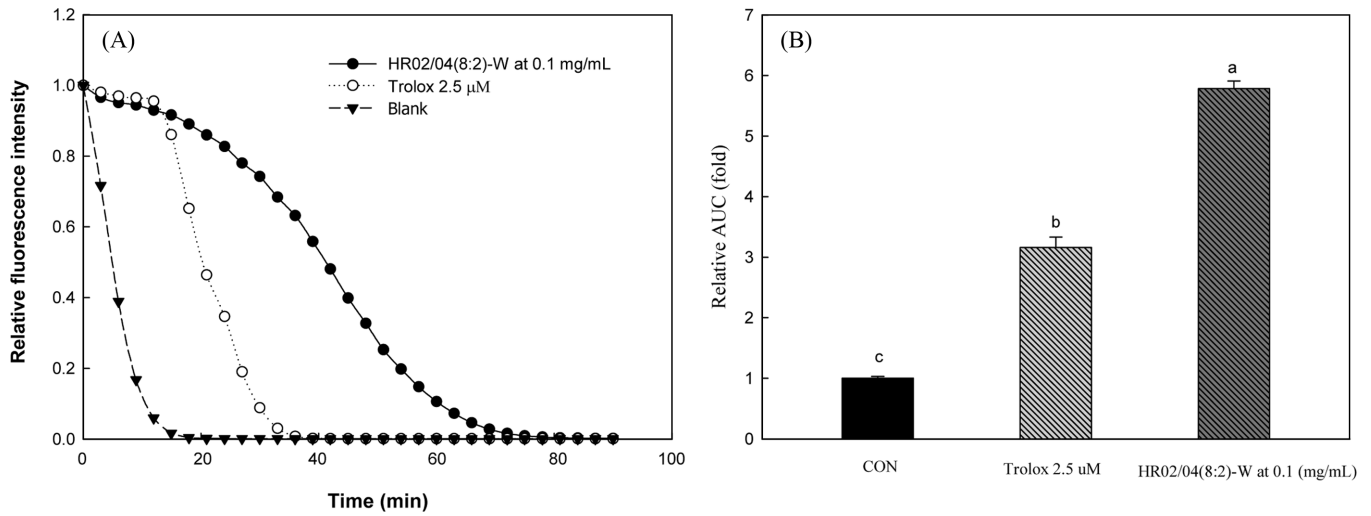 (A)
HR02/04(8:2)-W at 0.1 mg/mL
Trolox 2.5 μM
Blank
Relative fluorescence intensity
1.2
1.0
0.8
0.6
0.4
0.2
0.0
0
20
40
60
80
100
Time (min)
(B)
Relative AUC (fold)
7
6
5
4
3
2
1
0
c
b
a
CON
Trolox 2.5 uM
HR02/04(8:2)-W at 0.1 (mg/mL)